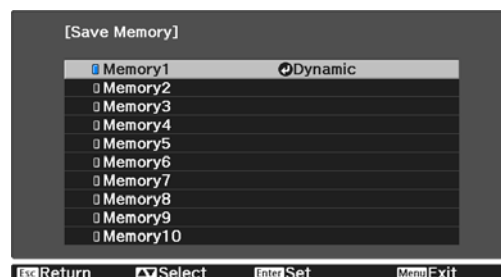 [Save Memory]
Memory1 Dynamic
Memory2
Memory3
Memory4
Memory5
Memory6
Memory7
Memory8
Memory9
Memory10
Esc Return Select Enter Set Menu Exit